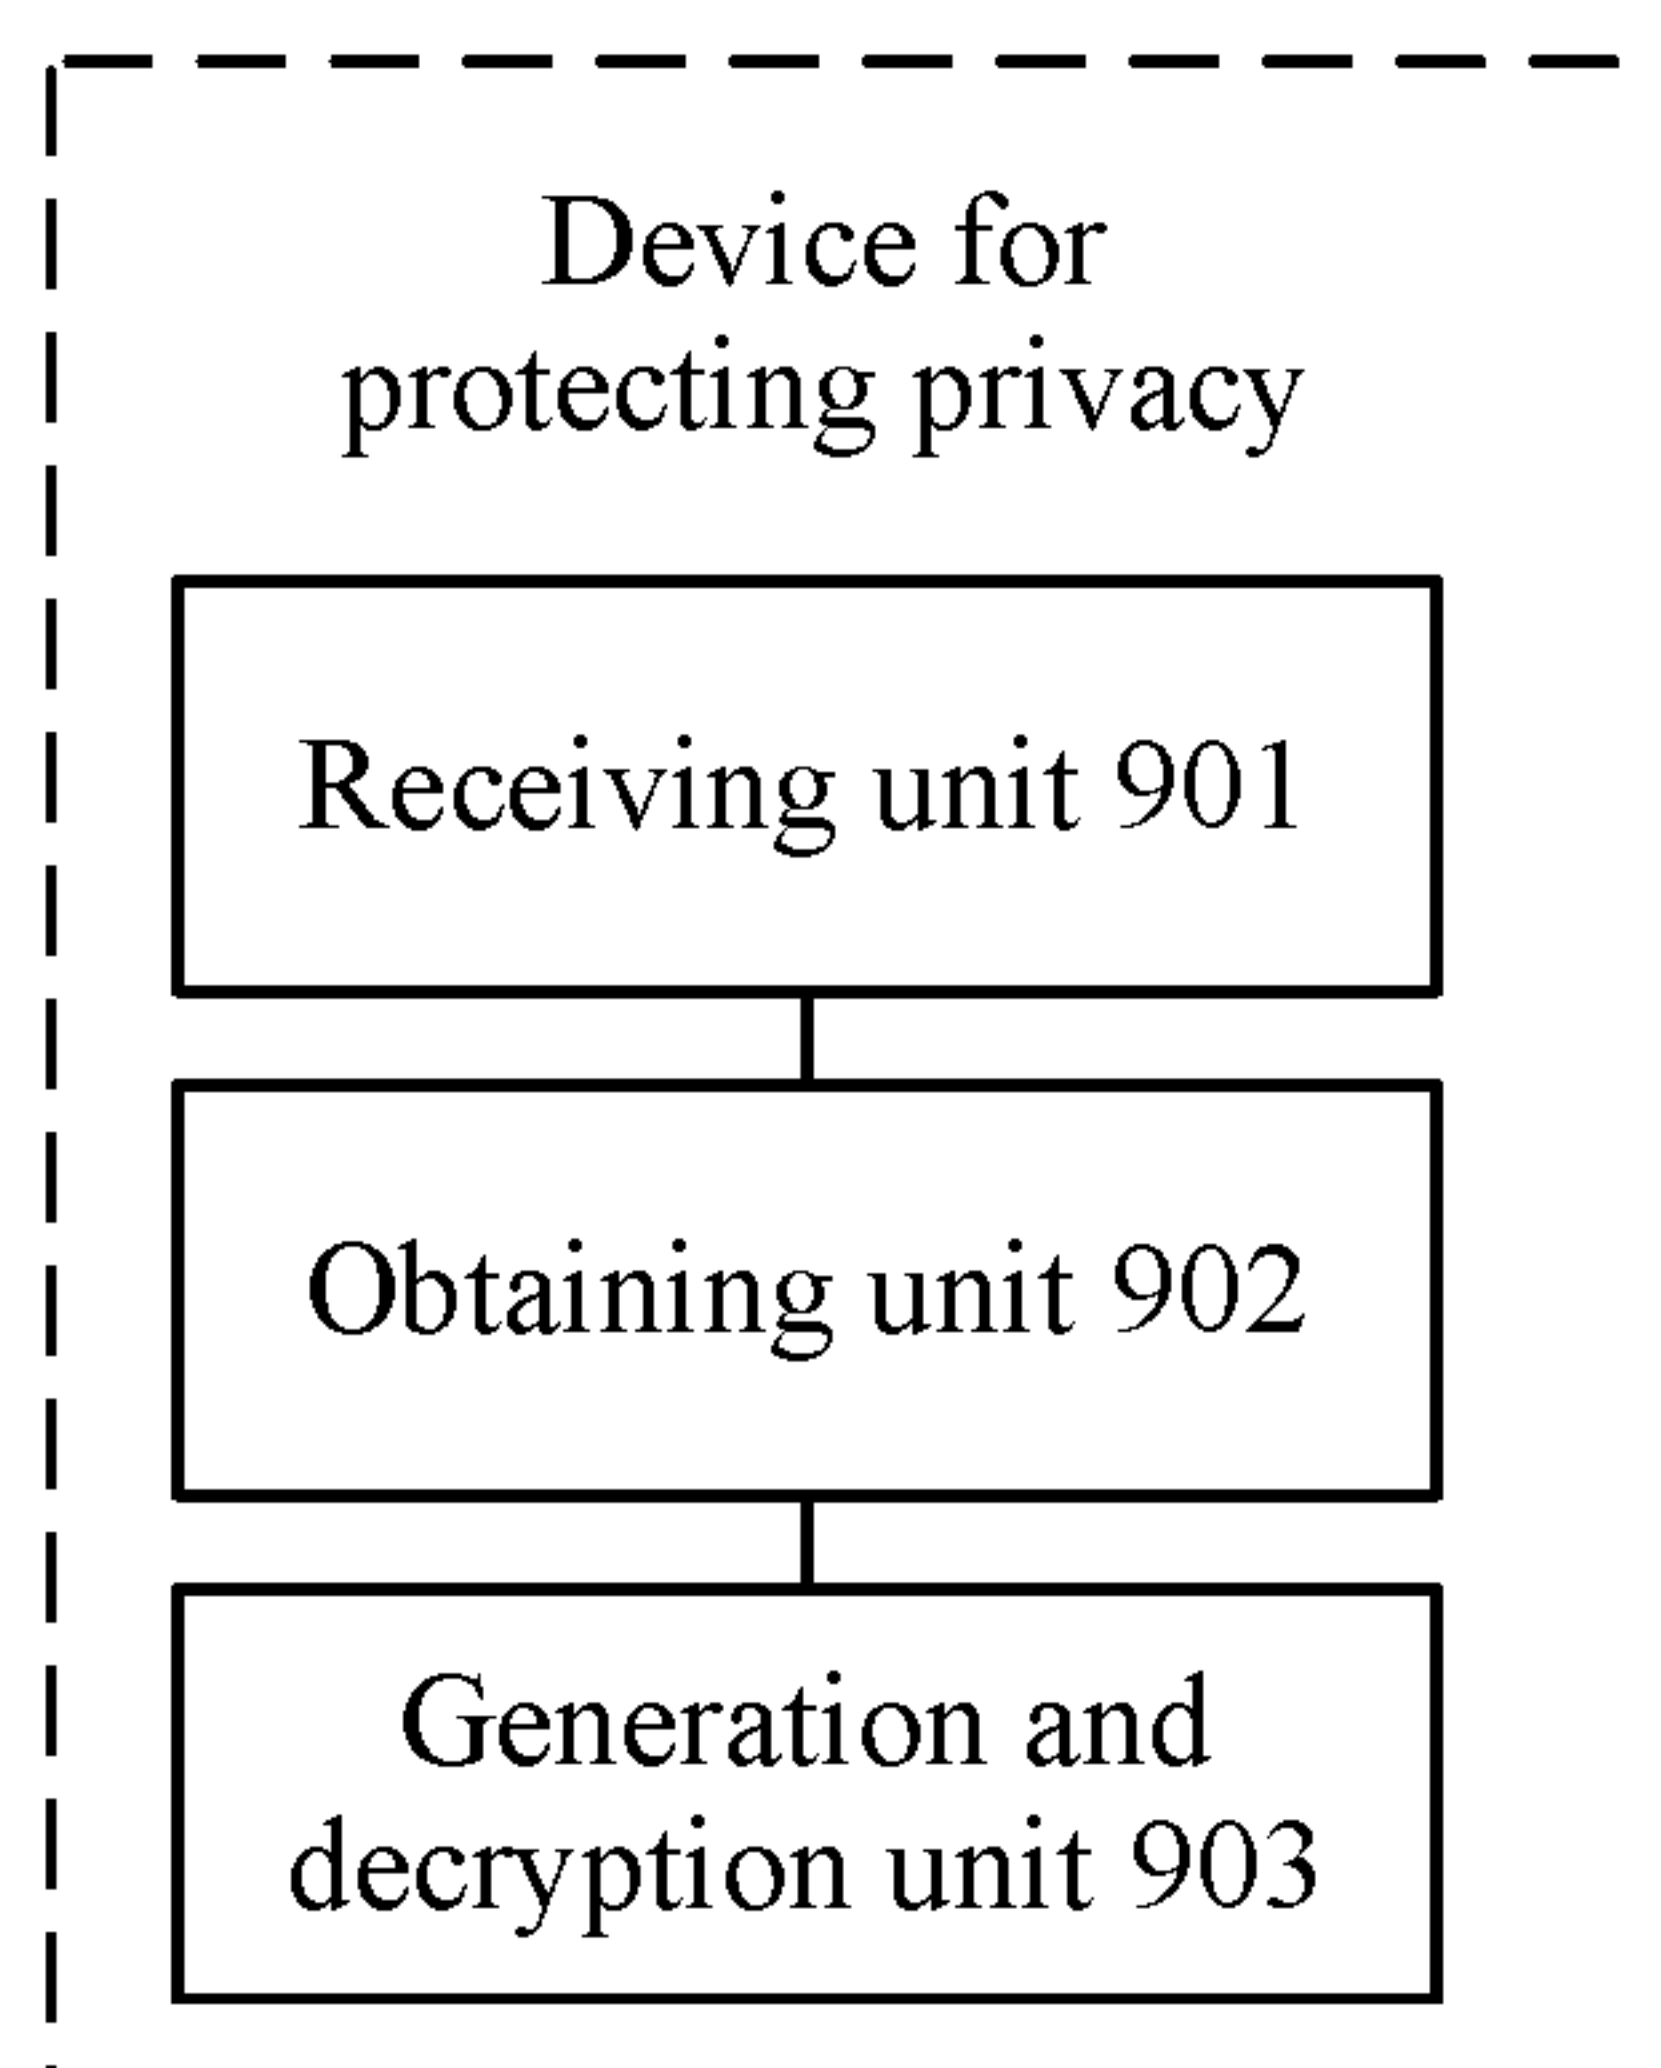 Device for
protecting privacy
Receiving unit 901
Obtaining unit 902
Generation and
decryption unit 903